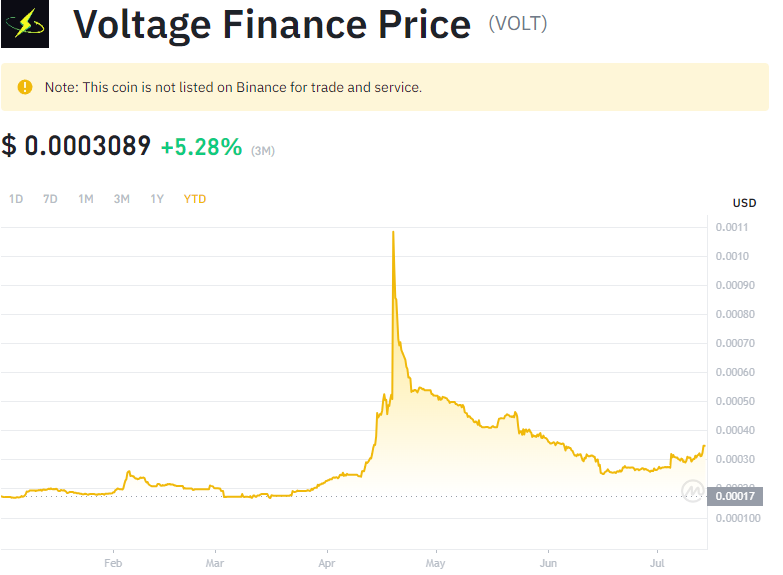 Voltage Finance Price (VOLT)
Note: This coin is not listed on Binance for trade and service.
$ 0.0003089 +5.28% (3M)
1D 7D 1M 3M 1Y YTD
USD
0.0011
0.0010
0.00090
0.00080
0.00070
0.00060
0.00050
0.00040
0.00030
0.00017
0.000100
Feb Mar Apr May Jun Jul